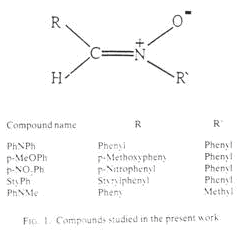 R
O
-
C
N
+
H
R`
Compound name R R`
PhNPh Phenyl Phenyl
p-MeOPh p-Methoxypheny Phenyl
p-NO₂Ph p-Nitrophenyl Phenyl
StyPh Styrylphenyl Phenyl
PhNMe Pheny Methyl
FIG. 1. Compounds studied in the present work